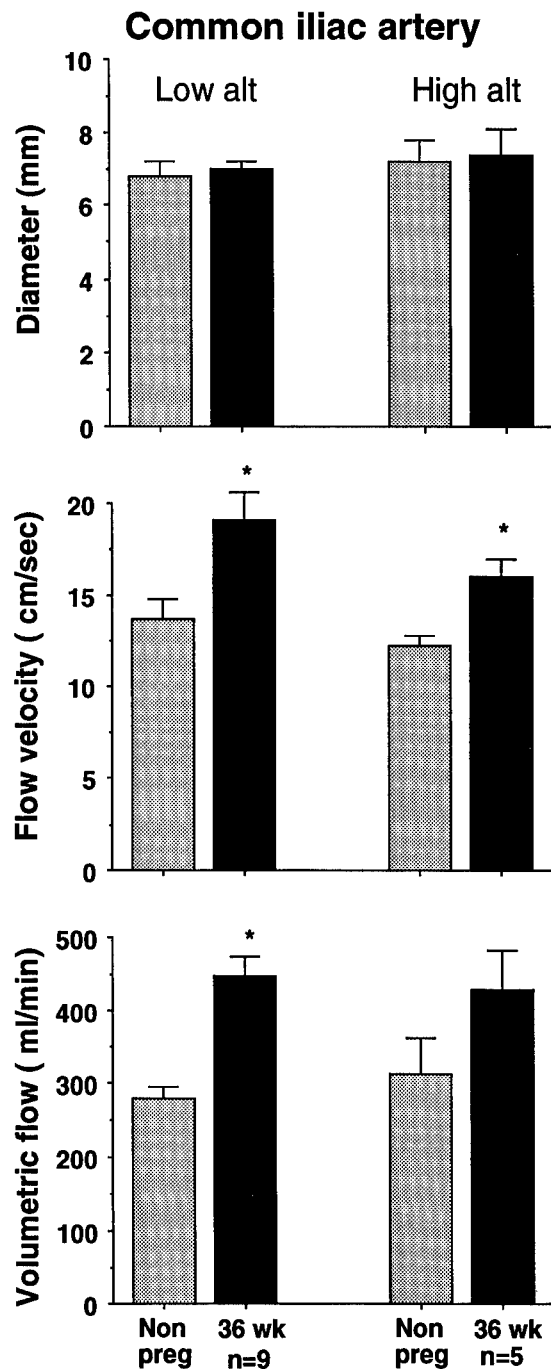 Common iliac artery
Low alt High alt
Diameter (mm)
10
8
6
4
2
0
Flow velocity ( cm/sec)
20
15
10
5
0
*
*
Volumetric flow ( ml/min)
500
400
300
200
100
0
*
Non
preg
36 wk
n=9
Non
preg
36 wk
n=5